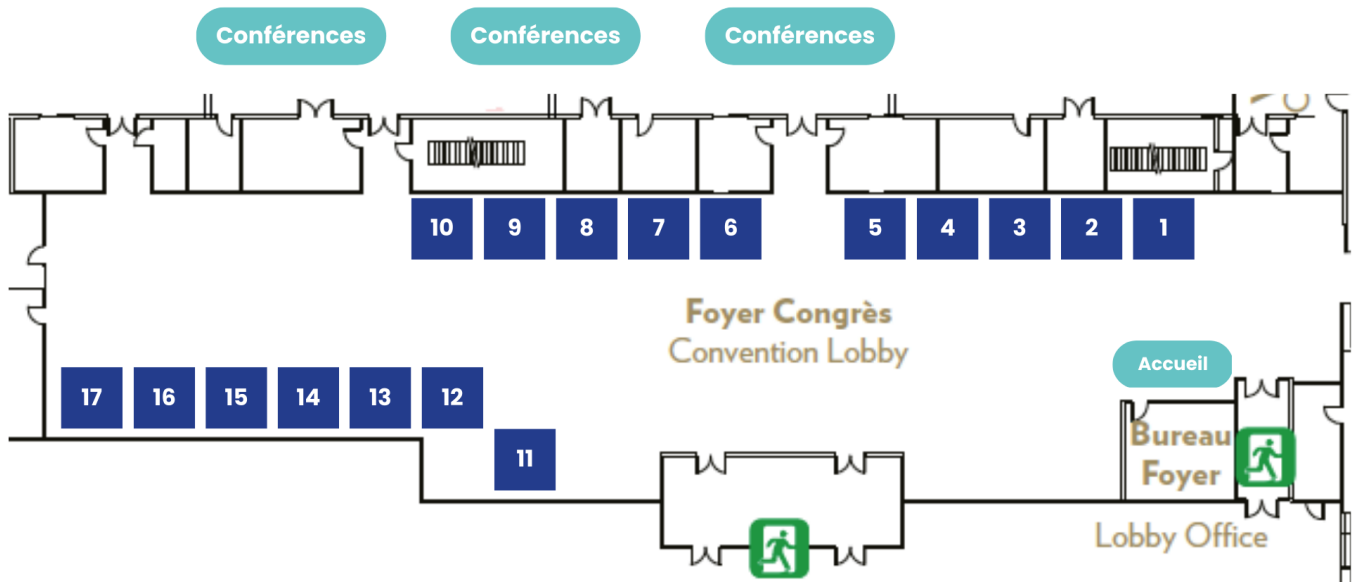 Conférences Conférences Conférences
10 9 8 7 6 5 4 3 2 1
Foyer Congrès
Convention Lobby
Accueil
17 16 15 14 13 12
11
Bureau
Foyer
Lobby Office